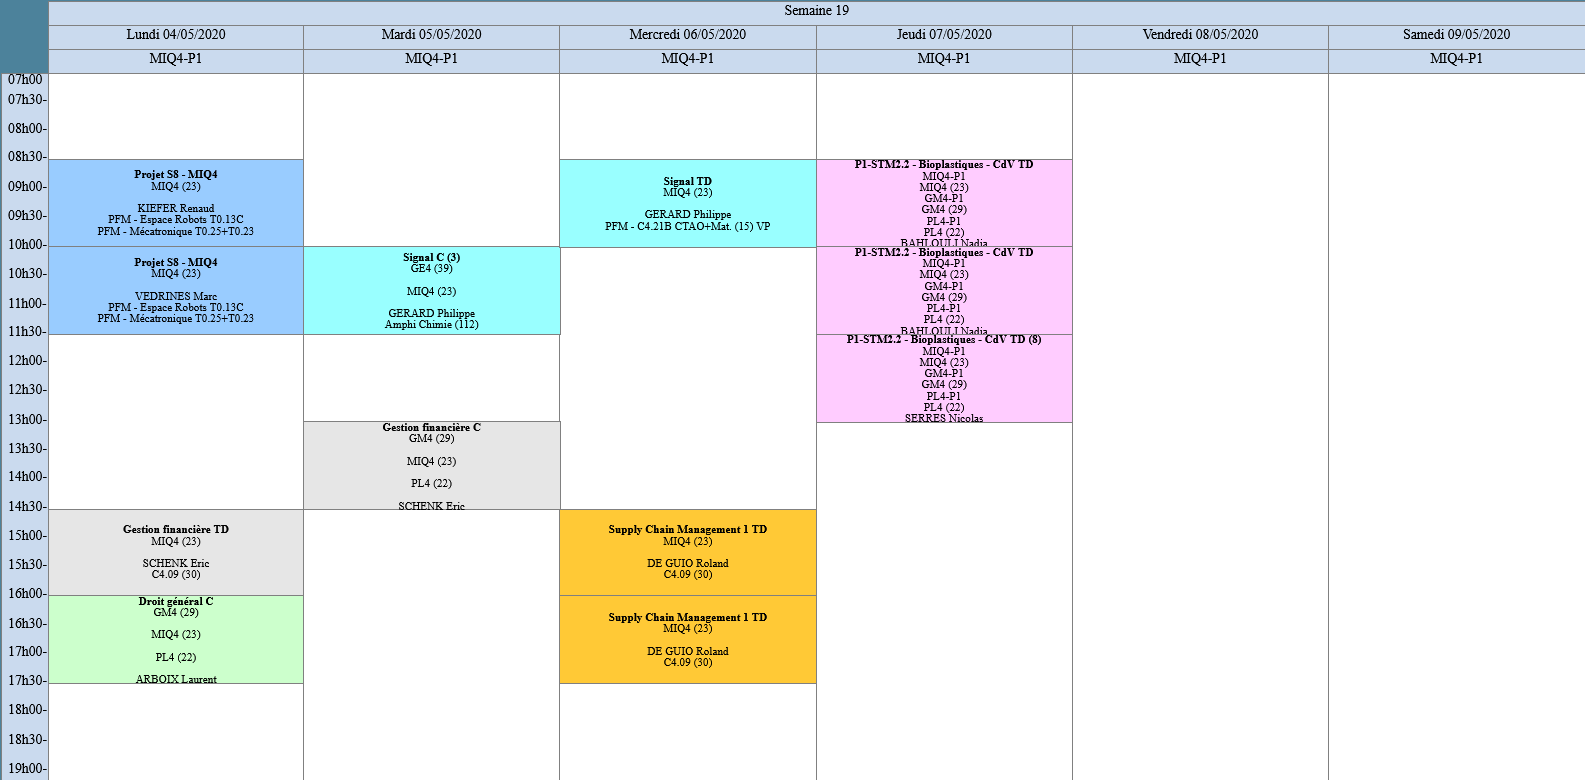 Semaine 19
Lundi 04/05/2020
Mardi 05/05/2020
Mercredi 06/05/2020
Jeudi 07/05/2020
Vendredi 08/05/2020
Samedi 09/05/2020
MIQ4-P1
MIQ4-P1
MIQ4-P1
MIQ4-P1
MIQ4-P1
MIQ4-P1
07h00
07h30-
08h00-
08h30-
09h00-
09h30-
10h00-
10h30-
11h00-
11h30-
12h00-
12h30-
13h00-
13h30-
14h00-
14h30-
15h00-
15h30-
16h00-
16h30-
17h00-
17h30-
18h00-
18h30-
19h00-
Projet S8 - MIQ4
MIQ4 (23)
KIEFER Renaud
PFM - Espace Robots T0.13C
PFM - Mécatronique T0.25+T0.23
Projet S8 - MIQ4
MIQ4 (23)
VEDRINES Marc
PFM - Espace Robots T0.13C
PFM - Mécatronique T0.25+T0.23
Gestion financière TD
MIQ4 (23)
SCHENK Eric
C4.09 (30)
Droit général C
GM4 (29)
MIQ4 (23)
PL4 (22)
ARBOIX Laurent
Signal C (3)
GE4 (39)
MIQ4 (23)
GERARD Philippe
Amphi Chimie (112)
Gestion financière C
GM4 (29)
MIQ4 (23)
PL4 (22)
SCHENK Eric
Signal TD
MIQ4 (23)
GERARD Philippe
PFM - C4.21B CTAO+Mat. (15) VP
Supply Chain Management 1 TD
MIQ4 (23)
DE GUIO Roland
C4.09 (30)
Supply Chain Management 1 TD
MIQ4 (23)
DE GUIO Roland
C4.09 (30)
P1-STM2.2 - Bioplastiques - CdV TD
MIQ4-P1
MIQ4 (23)
GM4-P1
GM4 (29)
PL4-P1
PL4 (22)
BAHLOULI Nadia
P1-STM2.2 - Bioplastiques - CdV TD
MIQ4-P1
MIQ4 (23)
GM4-P1
GM4 (29)
PL4-P1
PL4 (22)
BAHLOULI Nadia
P1-STM2.2 - Bioplastiques - CdV TD (8)
MIQ4-P1
MIQ4 (23)
GM4-P1
GM4 (29)
PL4-P1
PL4 (22)
SERRES Nicolas